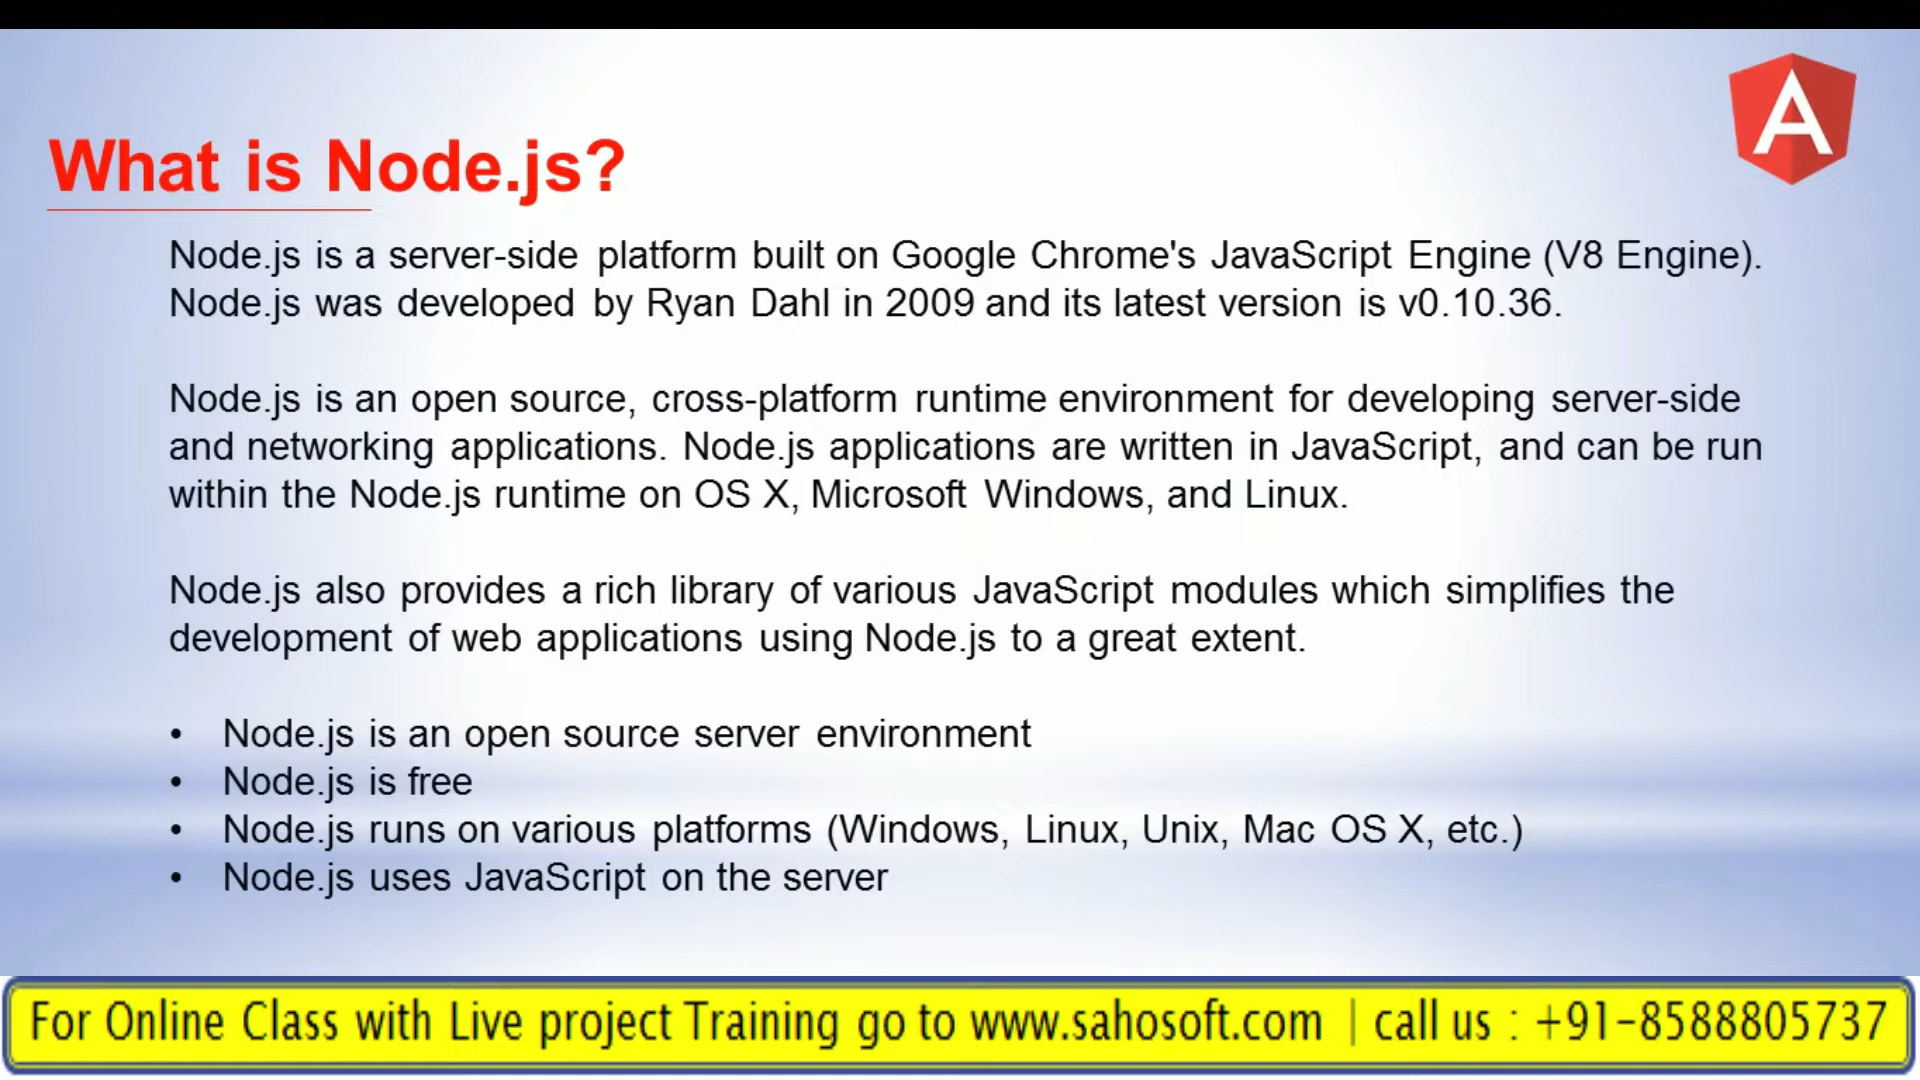 A
What is Node.js?
Node.js is a server-side platform built on Google Chrome's JavaScript Engine (V8 Engine).
Node.js was developed by Ryan Dahl in 2009 and its latest version is v0.10.36.
Node.js is an open source, cross-platform runtime environment for developing server-side
and networking applications. Node.js applications are written in JavaScript, and can be run
within the Node.js runtime on OS X, Microsoft Windows, and Linux.
Node.js also provides a rich library of various JavaScript modules which simplifies the
development of web applications using Node.js to a great extent.
• Node.js is an open source server environment
• Node.js is free
• Node.js runs on various platforms (Windows, Linux, Unix, Mac OS X, etc.)
• Node.js uses JavaScript on the server
For Online Class with Live project Training go to www.sahosoft.com | call us : +91-8588805737